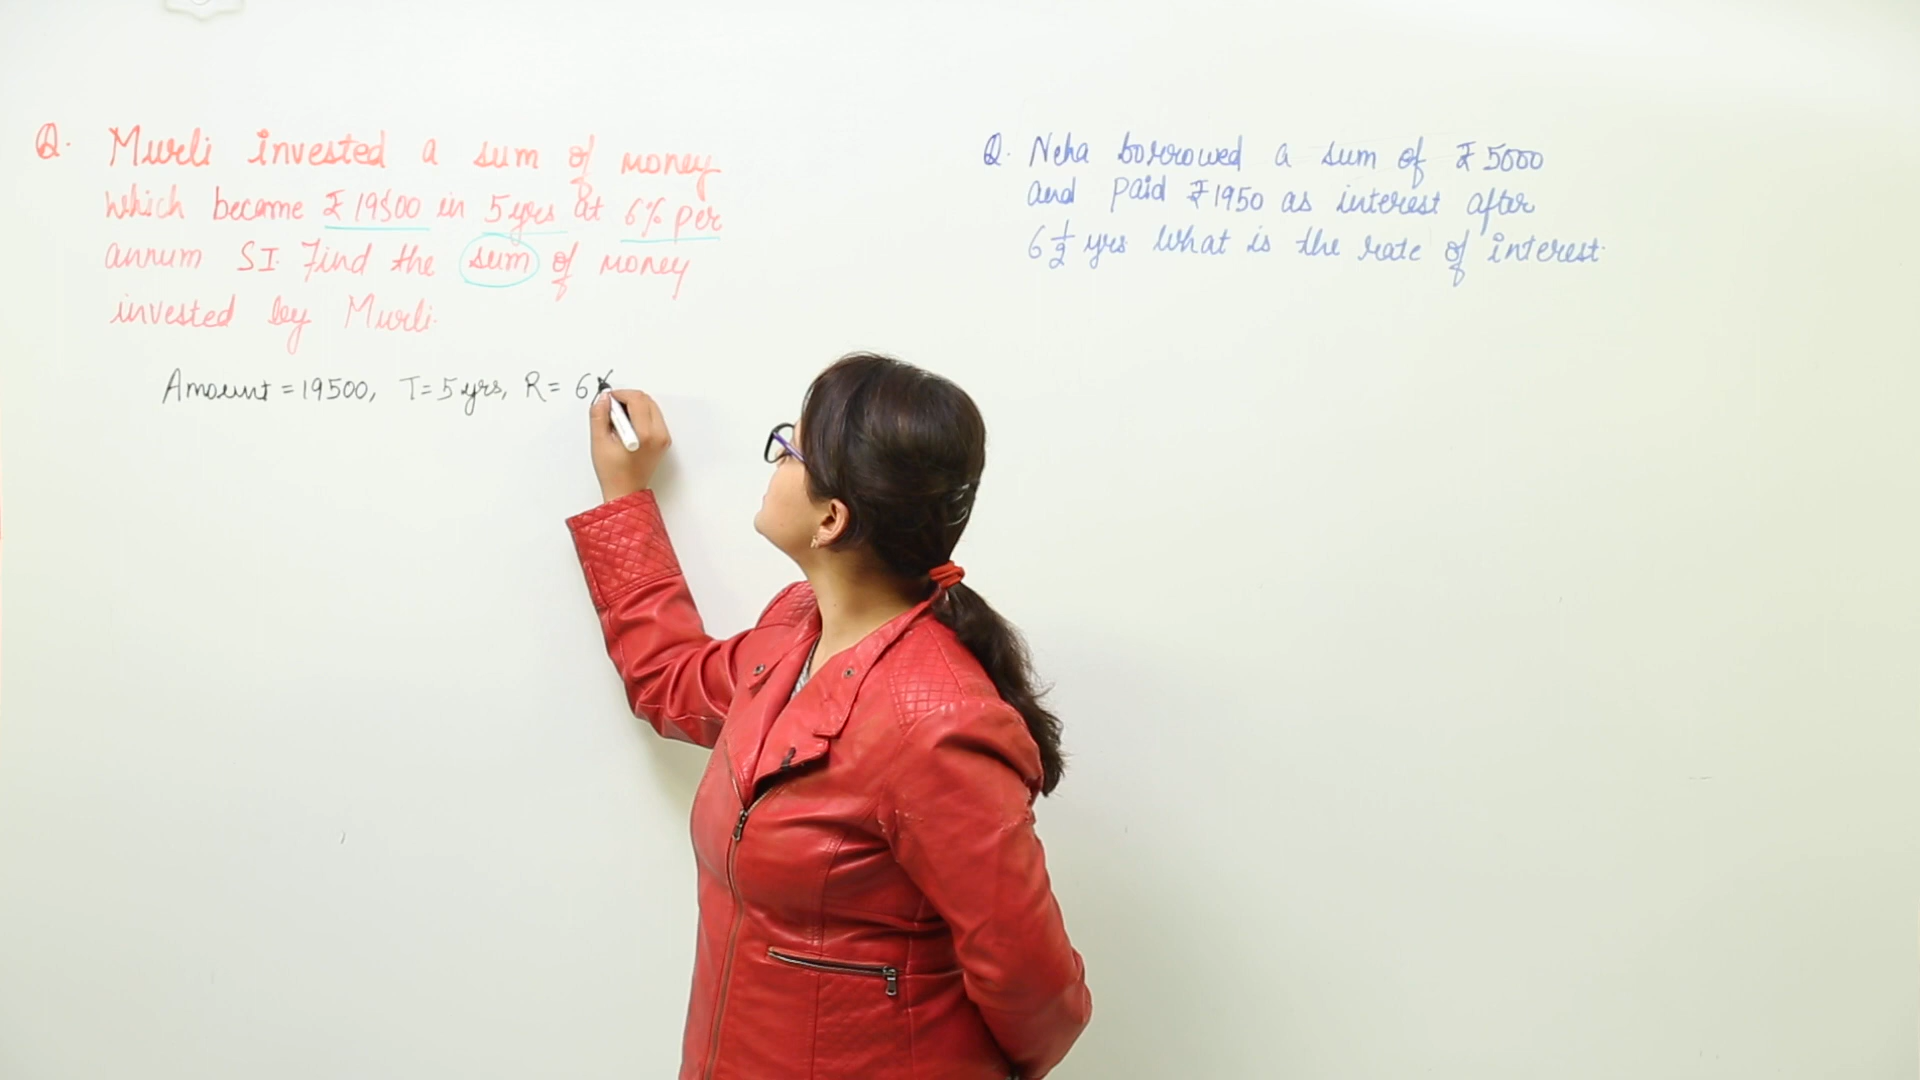 Q. Murli invested a sum of money
which became ₹19500 in 5 yrs at 6% per
annum SI. Find the sum of money
invested by Murli.
Amount = 19500, T = 5 yrs, R = 6%
Q. Neha borrowed a sum of ₹5000
and paid ₹1950 as interest after
6 1/2 yrs. What is the rate of interest.